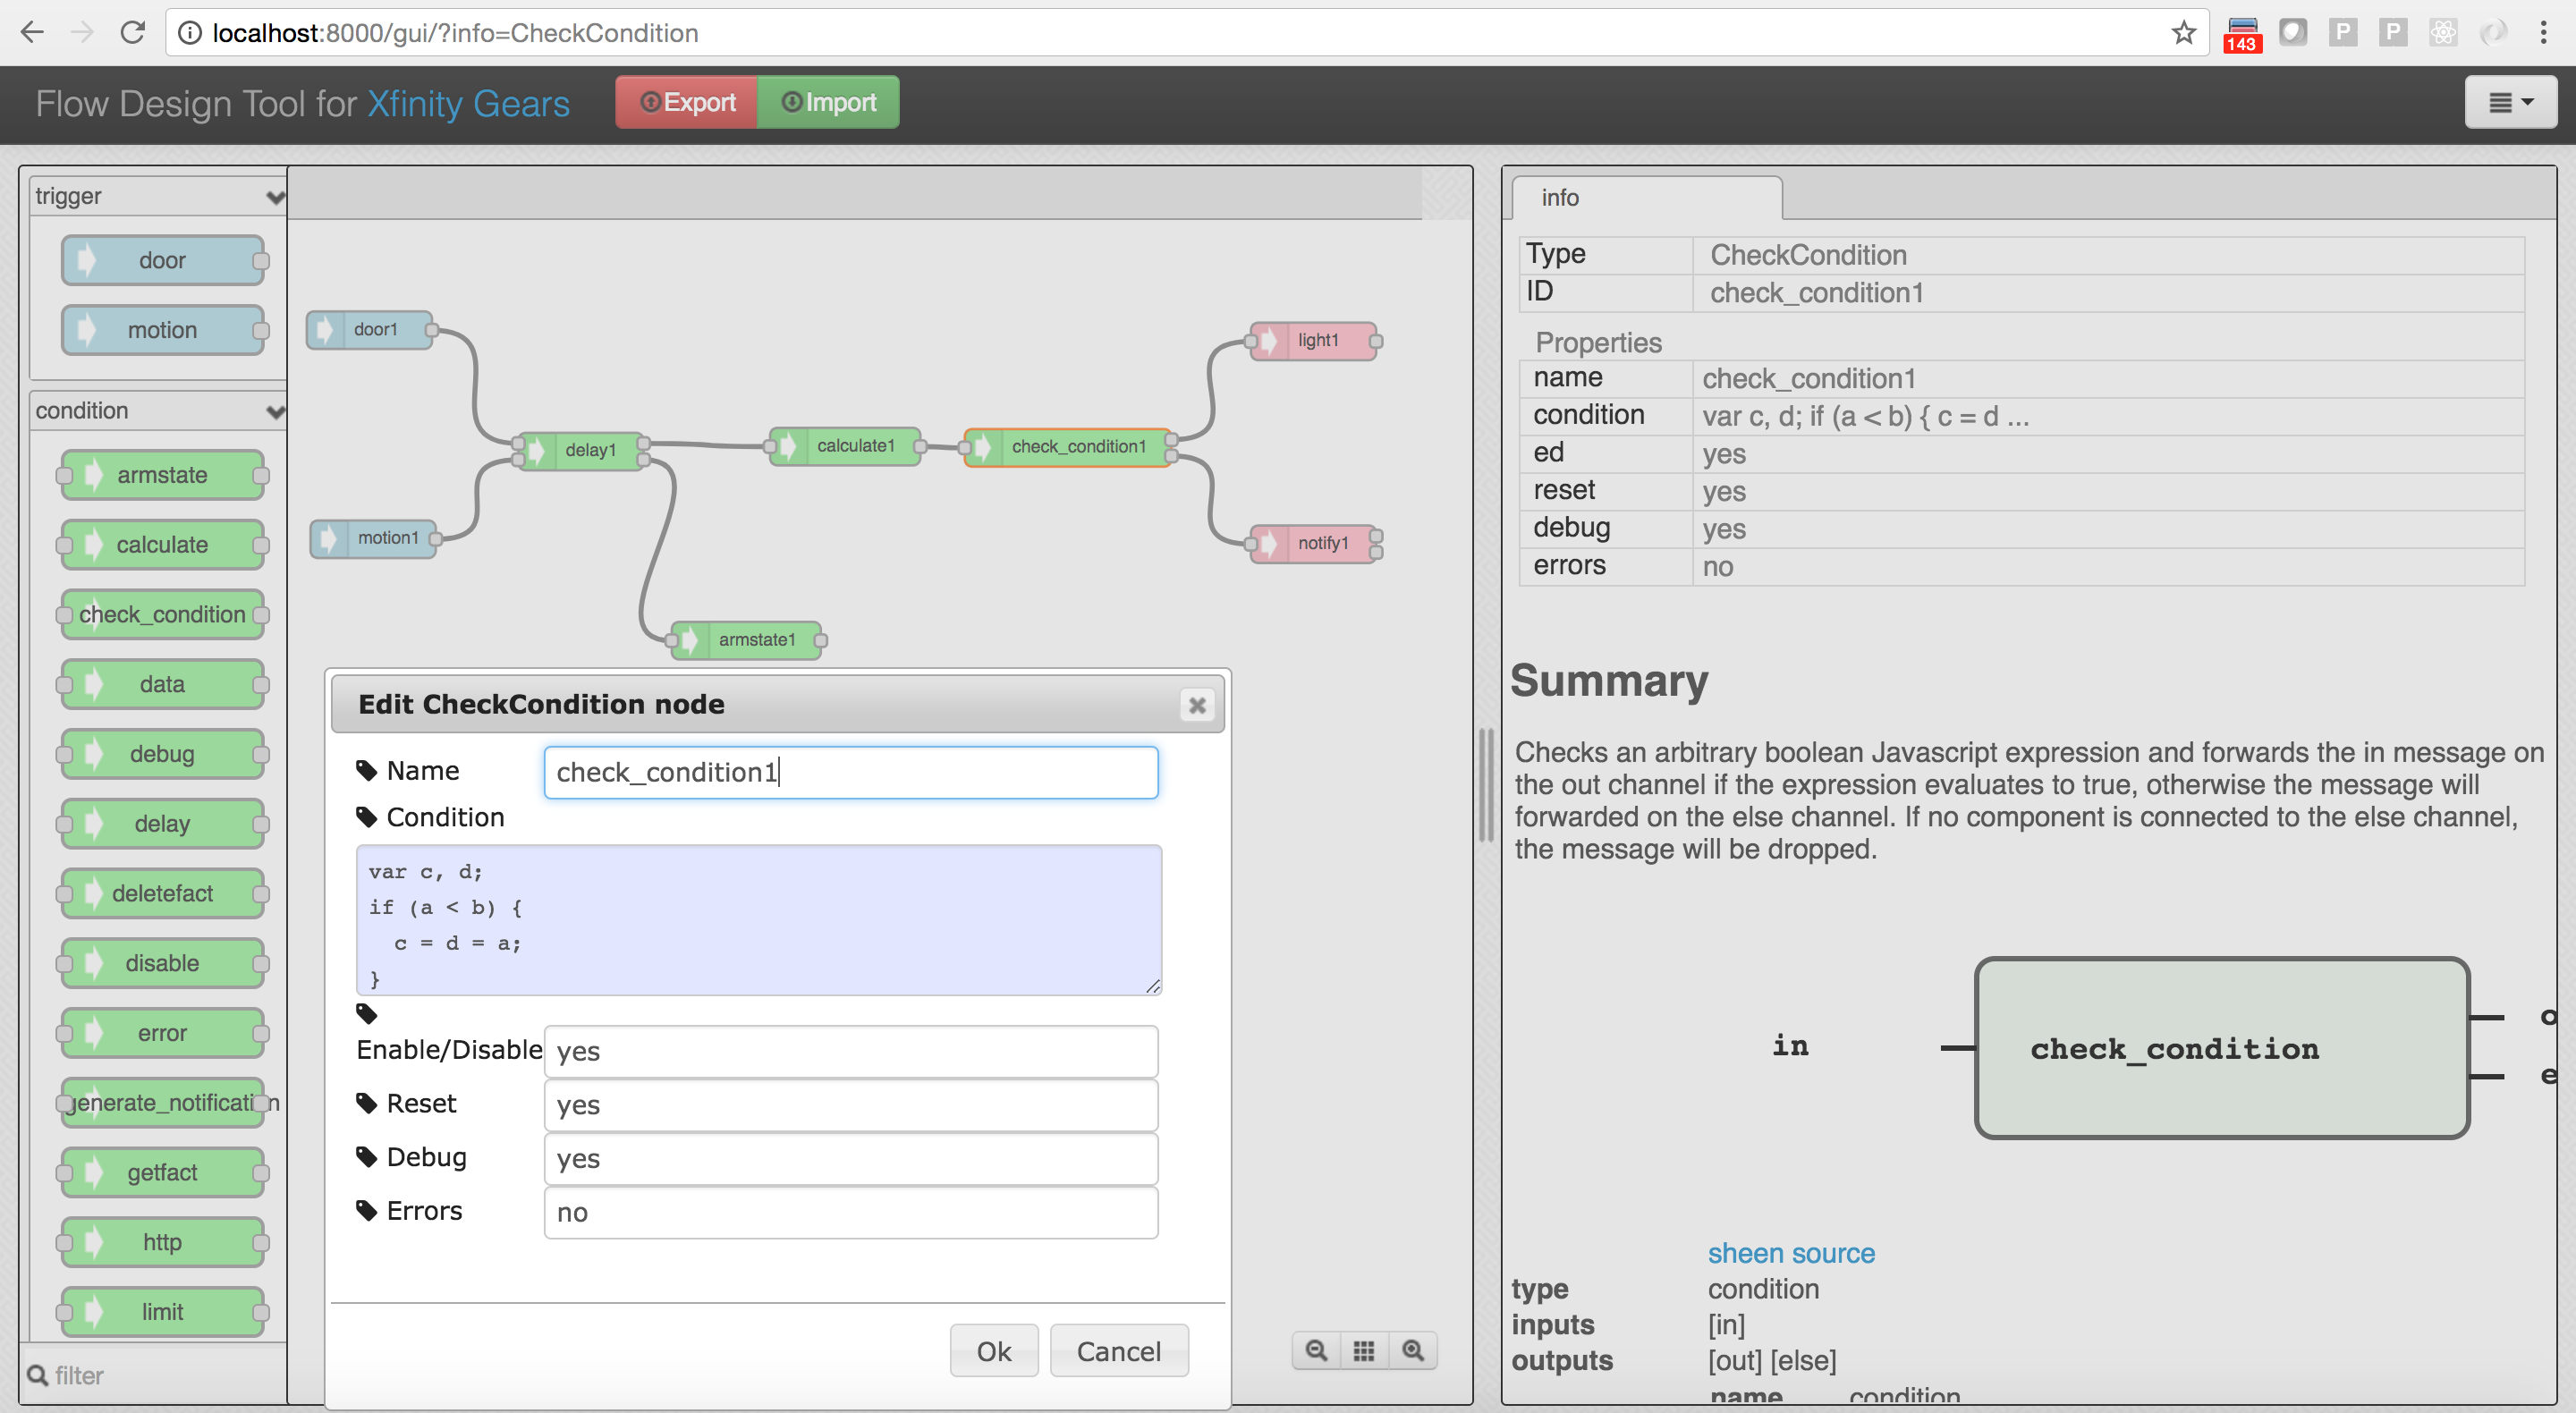 localhost:8000/gui/?info=CheckCondition
143
P
P
Flow Design Tool for Xfinity Gears
Export
Import
trigger
door
motion
condition
armstate
calculate
check_condition
data
debug
delay
deletefact
disable
error
generate_notification
getfact
http
limit
filter
door1
motion1
delay1
calculate1
check_condition1
light1
notify1
armstate1
Edit CheckCondition node
Name check_condition1
Condition
var c, d;
if (a < b) {
c = d = a;
}
Enable/Disable yes
Reset yes
Debug yes
Errors no
Ok Cancel
info
Type CheckCondition
ID check_condition1
Properties
name check_condition1
condition var c, d; if (a < b) { c = d ...
ed yes
reset yes
debug yes
errors no
Summary
Checks an arbitrary boolean Javascript expression and forwards the in message on
the out channel if the expression evaluates to true, otherwise the message will
forwarded on the else channel. If no component is connected to the else channel,
the message will be dropped.
in
check_condition
o
e
sheen source
type condition
inputs [in]
outputs [out] [else]
name condition